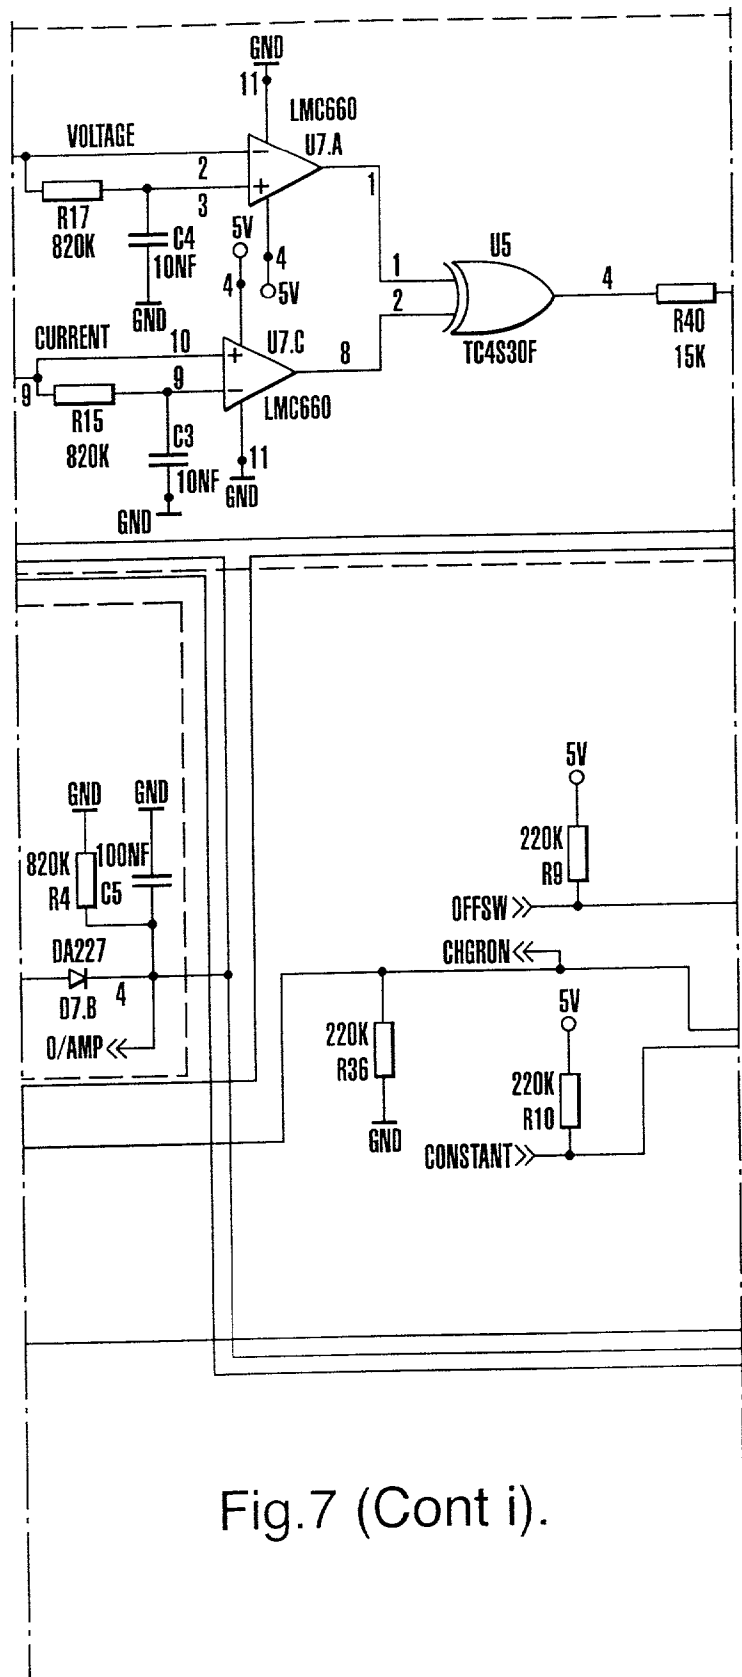 GND
11
LMC660
U7.A
VOLTAGE
2
3
1
R17
820K
C4
10NF
GND
5V
4
4
5V
1
2
U5
4
TC4S30F
R40
15K
CURRENT
10
9
9
U7.C
8
LMC660
R15
820K
C3
10NF
11
GND
GND
5V
GND
GND
820K
R4
100NF
C5
220K
R9
OFFSW
CHGRON
DA227
D7.B
4
O/AMP
5V
220K
R36
GND
220K
R10
CONSTANT
Fig.7 (Cont i).